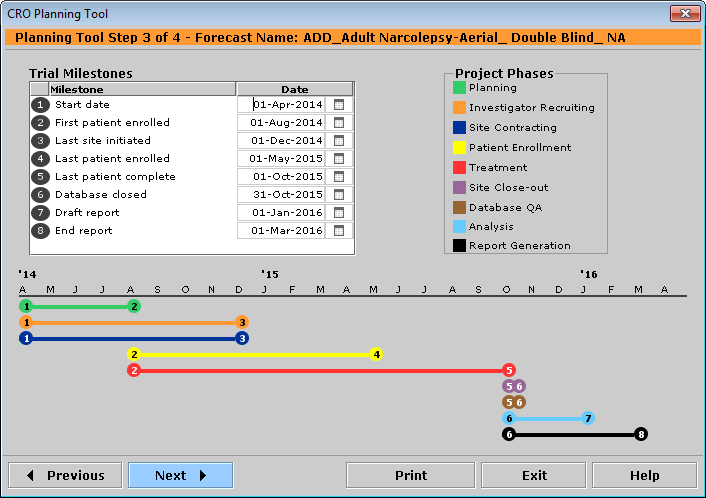 CRO Planning Tool
Planning Tool Step 3 of 4 - Forecast Name: ADD_Adult Narcolepsy-Aerial_ Double Blind_ NA
Trial Milestones
Milestone Date
1 Start date 01-Apr-2014
2 First patient enrolled 01-Aug-2014
3 Last site initiated 01-Dec-2014
4 Last patient enrolled 01-May-2015
5 Last patient complete 01-Oct-2015
6 Database closed 31-Oct-2015
7 Draft report 01-Jan-2016
8 End report 01-Mar-2016
Project Phases
Planning
Investigator Recruiting
Site Contracting
Patient Enrollment
Treatment
Site Close-out
Database QA
Analysis
Report Generation
'14 '15 '16
A M J J A S O N D J F M A M J J A S O N D J F M A
1 2
1 3
1 3
2 4
2 5
5 6
5 6
6 7
6 8
Previous Next Print Exit Help